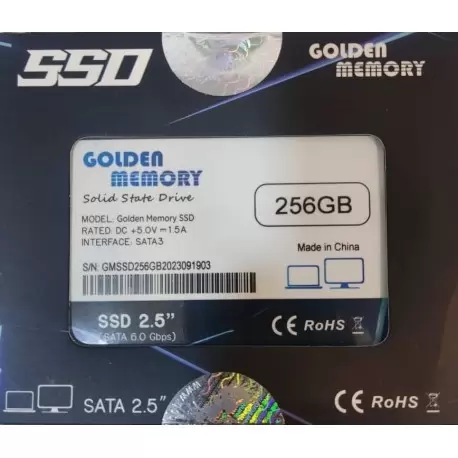 SSD
GOLDEN
MEMORY
GOLDEN
MEMORY
Solid State Drive
256GB
MODEL: Golden Memory SSD
RATED: DC +5.0V⎓1.5A
INTERFACE: SATA3
Made in China
S/N: GMSSD256GB2023091903
SSD 2.5”
(SATA 6.0 Gbps)
CE RoHS
SATA 2.5”
CE RoHS